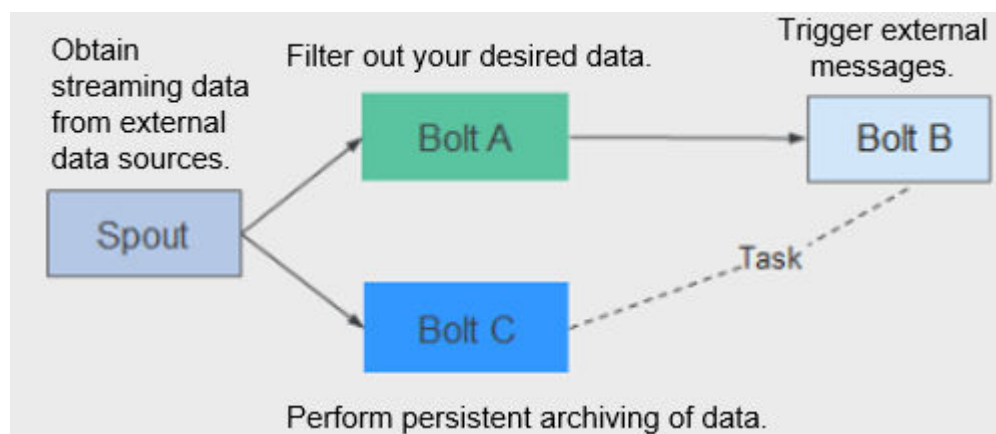 Obtain
streaming data
from external
data sources.
Spout
Filter out your desired data.
Bolt A
Trigger external
messages.
Bolt B
Task
Bolt C
Perform persistent archiving of data.